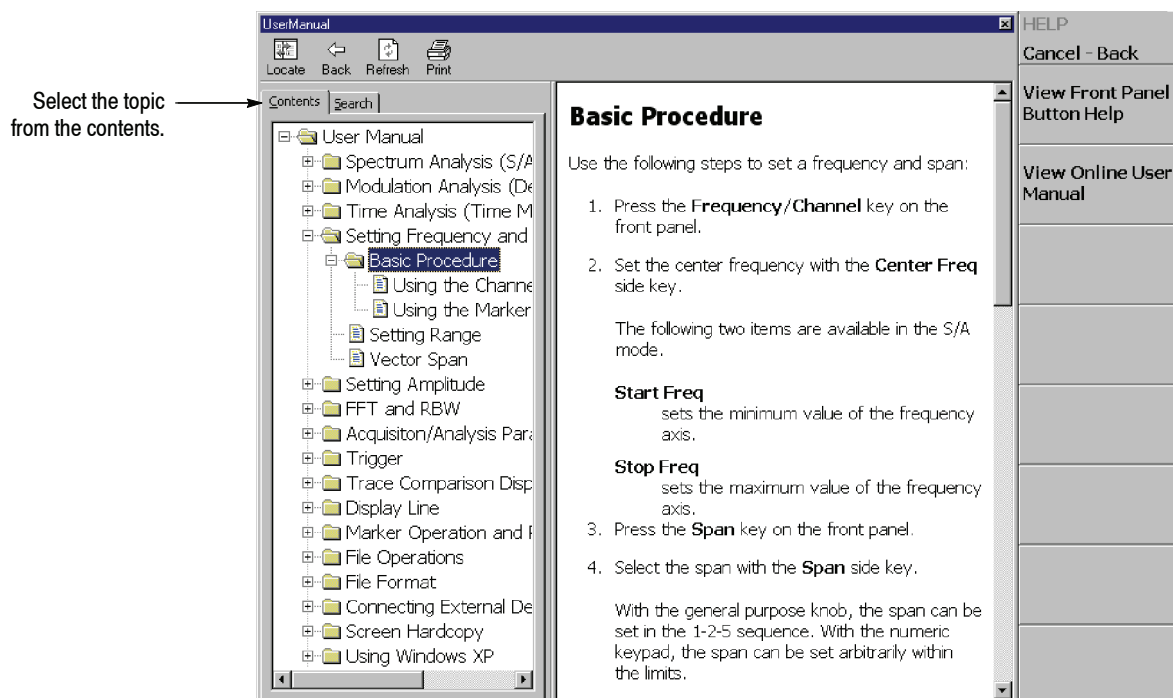 UserManual
Locate Back Refresh Print
Select the topic
from the contents.
Contents Search
User Manual
Spectrum Analysis (S/A
Modulation Analysis (De
Time Analysis (Time M
Setting Frequency and
Basic Procedure
Using the Channe
Using the Marker
Setting Range
Vector Span
Setting Amplitude
FFT and RBW
Acquisiton/Analysis Para
Trigger
Trace Comparison Disp
Display Line
Marker Operation and
File Operations
File Format
Connecting External De
Screen Hardcopy
Using Windows XP
Basic Procedure
Use the following steps to set a frequency and span:
1. Press the Frequency/Channel key on the
front panel.
2. Set the center frequency with the Center Freq
side key.
The following two items are available in the S/A
mode.
Start Freq
sets the minimum value of the frequency
axis.
Stop Freq
sets the maximum value of the frequency
axis.
3. Press the Span key on the front panel.
4. Select the span with the Span side key.
With the general purpose knob, the span can be
set in the 1-2-5 sequence. With the numeric
keypad, the span can be set arbitrarily within
the limits.
HELP
Cancel - Back
View Front Panel
Button Help
View Online User
Manual